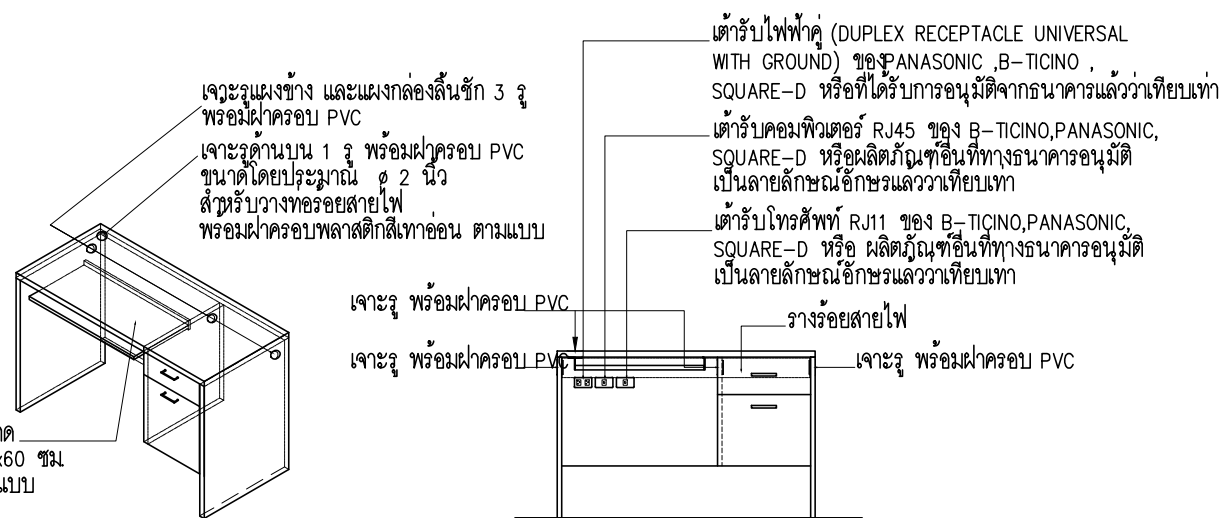 เจาะรูแผงข้าง และแผงกล่องลิ้นชัก 3 รู
พร้อมฝาครอบ PVC
เจาะรูด้านบน 1 รู พร้อมฝาครอบ PVC
ขนาดโดยประมาณ ø 2 นิ้ว
สำหรับวางท่อร้อยสายไฟ
พร้อมฝาครอบพลาสติกสีเทาอ่อน ตามแบบ
x60 ซม.
แบบ
เต้ารับไฟฟ้าคู่ (DUPLEX RECEPTACLE UNIVERSAL
WITH GROUND) ของPANASONIC ,B-TICINO ,
SQUARE-D หรือที่ได้รับการอนุมัติจากธนาคารแล้วว่าเทียบเท่า
เต้ารับคอมพิวเตอร์ RJ45 ของ B-TICINO,PANASONIC,
SQUARE-D หรือผลิตภัณฑ์อื่นที่ทางธนาคารอนุมัติ
เป็นลายลักษณ์อักษรแล้วว่าเทียบเท่า
เต้ารับโทรศัพท์ RJ11 ของ B-TICINO,PANASONIC,
SQUARE-D หรือ ผลิตภัณฑ์อื่นที่ทางธนาคารอนุมัติ
เป็นลายลักษณ์อักษรแล้วว่าเทียบเท่า
เจาะรู พร้อมฝาครอบ PVC
รางร้อยสายไฟ
เจาะรู พร้อมฝาครอบ PVC
เจาะรู พร้อมฝาครอบ PVC